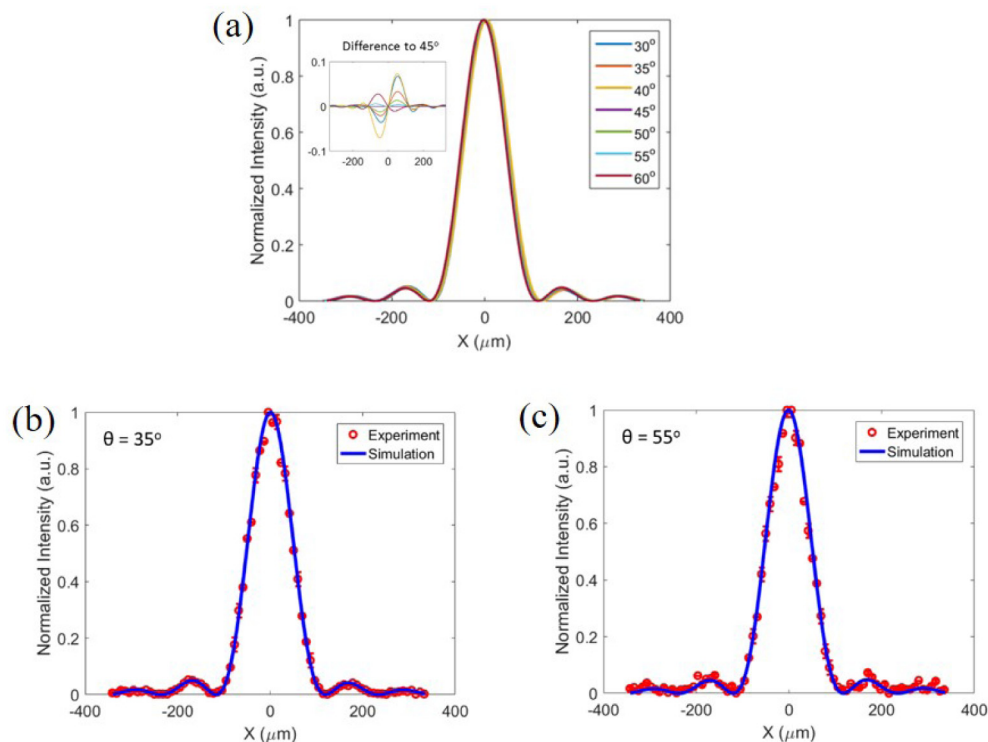 (a)
Difference to 45°
0.1
0
-0.1
-200 0 200
30°
35°
40°
45°
50°
55°
60°
1
0.8
0.6
0.4
0.2
0
Normalized Intensity (a.u.)
-400 -200 0 200 400
X (μm)
(b)
θ = 35°
Experiment
Simulation
1
0.8
0.6
0.4
0.2
0
Normalized Intensity (a.u.)
-400 -200 0 200 400
X (μm)
(c)
θ = 55°
Experiment
Simulation
1
0.8
0.6
0.4
0.2
0
Normalized Intensity (a.u.)
-400 -200 0 200 400
X (μm)